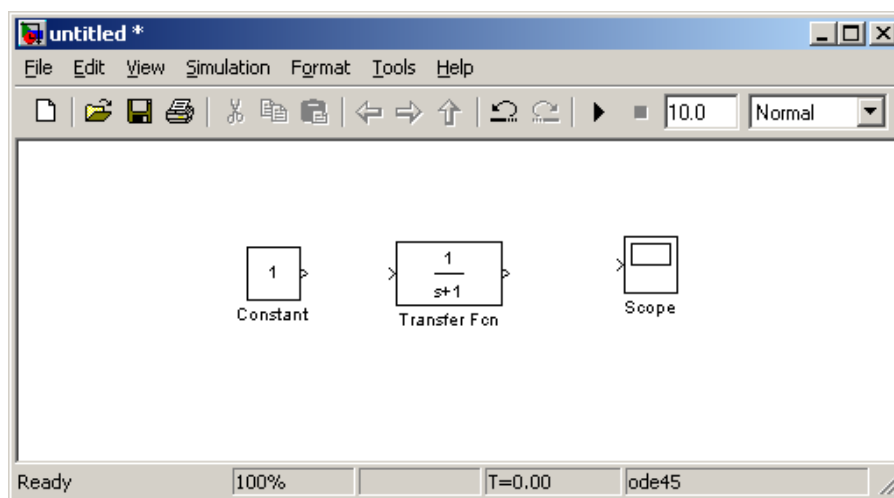 untitled *
File Edit View Simulation Format Tools Help
10.0 Normal
1
Constant
1
s+1
Transfer Fcn
Scope
Ready 100% T=0.00 ode45